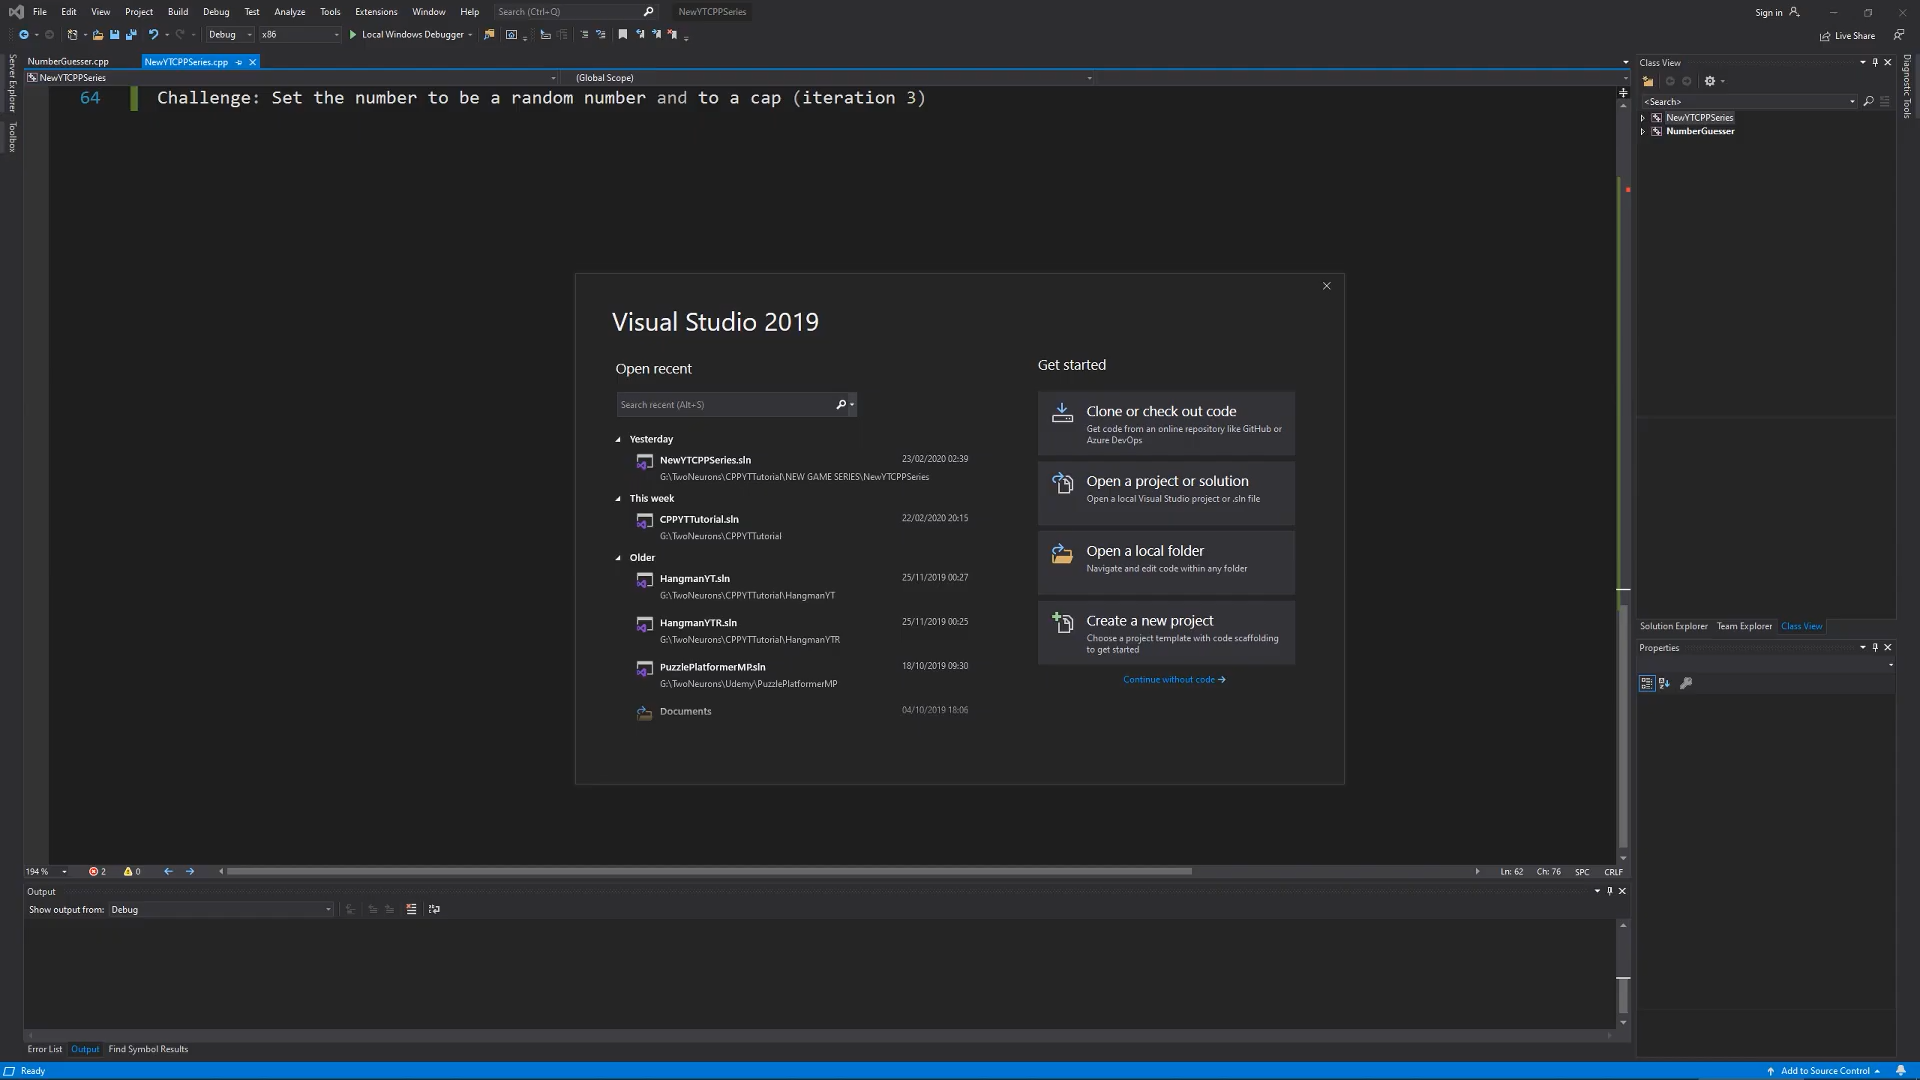 File Edit View Project Build Debug Test Analyze Tools Extensions Window Help Search (Ctrl+Q) NewYTCPPSeries Sign in
Debug x86 Local Windows Debugger Live Share
Server Explorer
Toolbox
NumberGuesser.cpp NewYTCPPSeries.cpp
NewYTCPPSeries (Global Scope)
64 Challenge: Set the number to be a random number and to a cap (iteration 3)
Visual Studio 2019
Open recent
Search recent (Alt+S)
Yesterday
NewYTCPPSeries.sln 23/02/2020 02:39
G:\TwoNeurons\CPPYTTutorial\NEW GAME SERIES\NewYTCPPSeries
This week
CPPYTTutorial.sln 22/02/2020 20:15
G:\TwoNeurons\CPPYTTutorial
Older
HangmanYT.sln 25/11/2019 00:27
G:\TwoNeurons\CPPYTTutorial\HangmanYT
HangmanYTR.sln 25/11/2019 00:25
G:\TwoNeurons\CPPYTTutorial\HangmanYTR
PuzzlePlatformerMP.sln 18/10/2019 09:30
G:\TwoNeurons\Udemy\PuzzlePlatformerMP
Documents 04/10/2019 18:06
Get started
Clone or check out code
Get code from an online repository like GitHub or
Azure DevOps
Open a project or solution
Open a local Visual Studio project or .sln file
Open a local folder
Navigate and edit code within any folder
Create a new project
Choose a project template with code scaffolding
to get started
Continue without code
Class View
<Search>
NewYTCPPSeries
NumberGuesser
Solution Explorer Team Explorer Class View
Properties
Diagnostic Tools
194 % 2 0 Ln: 62 Ch: 76 SPC CRLF
Output
Show output from: Debug
Error List Output Find Symbol Results
Ready Add to Source Control